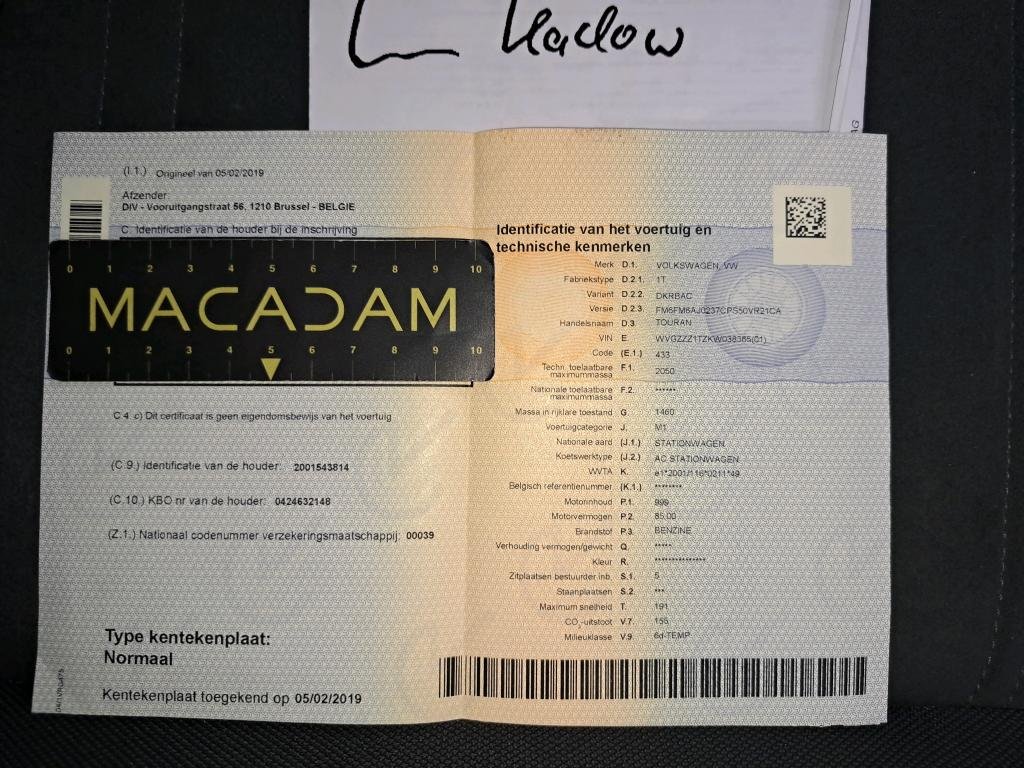 (I.1.) Origineel van 05/02/2019
Afzender:
DIV - Vooruitgangstraat 56, 1210 Brussel - BELGIE
C. Identificatie van de houder bij de inschrijving
0 1 2 3 4 5 6 7 8 9 10
MACADAM
0 1 2 3 4 5 6 7 8 9 10
C.4. c) Dit certificaat is geen eigendomsbewijs van het voertuig
(C.9.) Identificatie van de houder: 2001543814
(C.10.) KBO nr van de houder: 0424632148
(Z.1.) Nationaal codenummer verzekeringsmaatschappij: 00039
Type kentekenplaat:
Normaal
Kentekenplaat toegekend op 05/02/2019
Identificatie van het voertuig en
technische kenmerken
Merk D.1. VOLKSWAGEN, VW
Fabriekstype D.2.1. 1T
Variant D.2.2. DKRBAC
Versie D.2.3. FM6FM6AJ0237CPS50VR21CA
Handelsnaam D.3 TOURAN
VIN E. WVGZZZ1TZKW038365(01)
Code (E.1.) 433
Techn. toelaatbare
maximummassa F.1. 2050
Nationale toelaatbare
maximummassa F.2. ******
Massa in rijklare toestand G. 1460
Voertuigcategorie J. M1
Nationale aard (J.1.) STATIONWAGEN
Koetswerktype (J.2.) AC STATIONWAGEN
WVTA K. e1*2001/116*0211*49
Belgisch referentienummer (K.1.) ********
Motorinhoud P.1. 999
Motorvermogen P.2. 85,00
Brandstof P.3. BENZINE
Verhouding vermogen/gewicht Q. *****
Kleur R. ***************
Zitplaatsen bestuurder inb. S.1. 5
Staanplaatsen S.2. ***
Maximum snelheid T. 191
CO₂-uitstoot V.7. 155
Milieuklasse V.9. 6d-TEMP